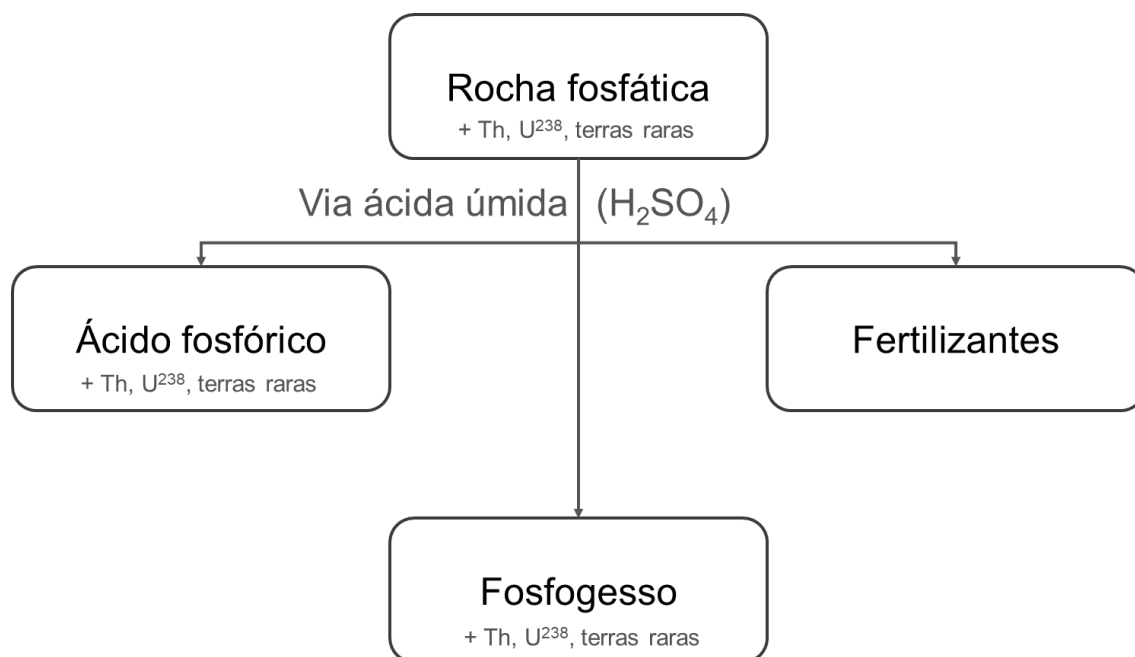 Rocha fosfática
+ Th, U²³⁸, terras raras
Via ácida úmida (H₂SO₄)
Ácido fosfórico
+ Th, U²³⁸, terras raras
Fertilizantes
Fosfogesso
+ Th, U²³⁸, terras raras